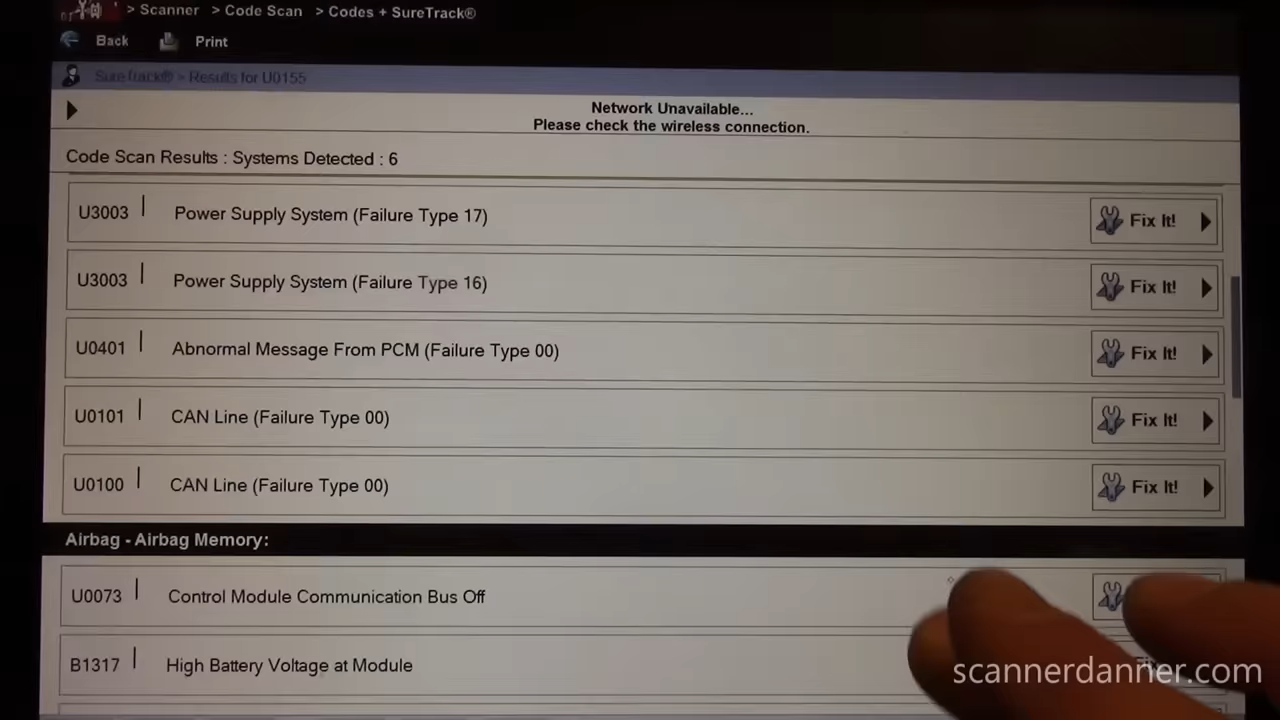 > Scanner > Code Scan > Codes + SureTrack®
Back Print
SureTrack® > Results for U0155
Network Unavailable...
Please check the wireless connection.
Code Scan Results : Systems Detected : 6
U3003 Power Supply System (Failure Type 17) Fix It!
U3003 Power Supply System (Failure Type 16) Fix It!
U0401 Abnormal Message From PCM (Failure Type 00) Fix It!
U0101 CAN Line (Failure Type 00) Fix It!
U0100 CAN Line (Failure Type 00) Fix It!
Airbag - Airbag Memory:
U0073 Control Module Communication Bus Off
B1317 High Battery Voltage at Module
scannerdanner.com